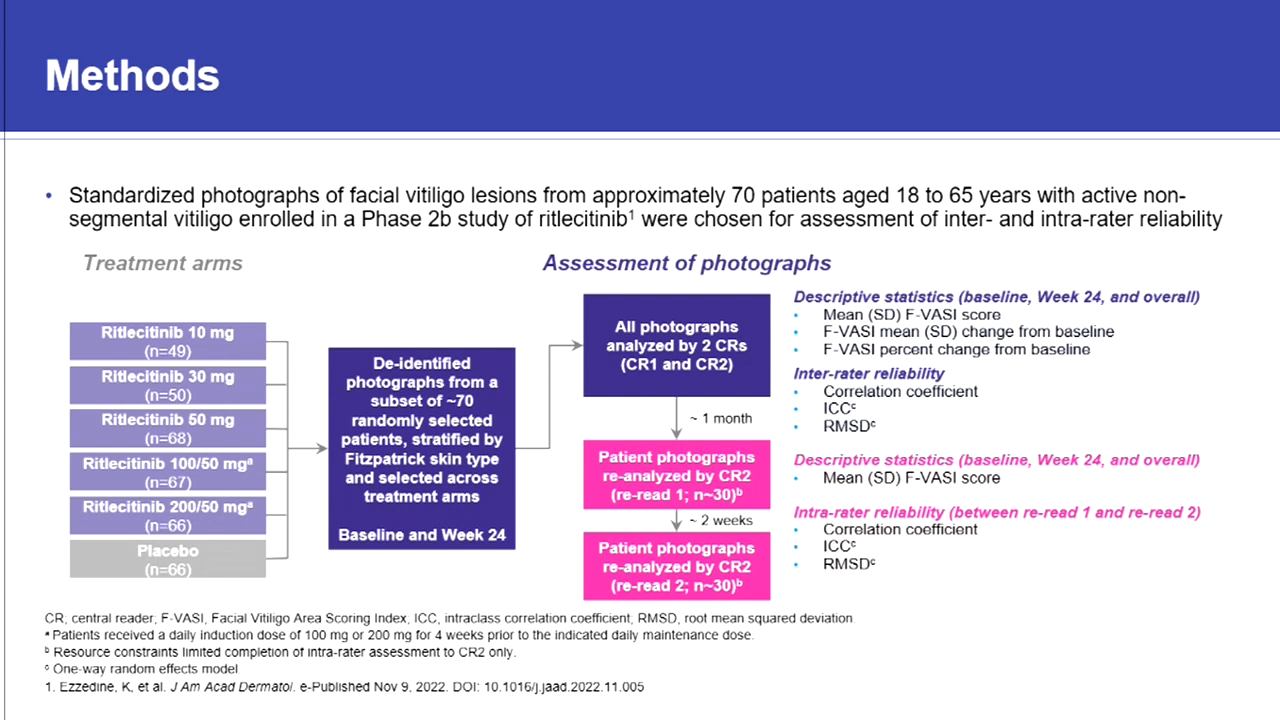 Methods
• Standardized photographs of facial vitiligo lesions from approximately 70 patients aged 18 to 65 years with active non-
segmental vitiligo enrolled in a Phase 2b study of ritlecitinib¹ were chosen for assessment of inter- and intra-rater reliability
Treatment arms
Ritlecitinib 10 mg
(n=49)
Ritlecitinib 30 mg
(n=50)
Ritlecitinib 50 mg
(n=68)
Ritlecitinib 100/50 mgᵃ
(n=67)
Ritlecitinib 200/50 mgᵃ
(n=66)
Placebo
(n=66)
De-identified
photographs from a
subset of ~70
randomly selected
patients, stratified by
Fitzpatrick skin type
and selected across
treatment arms
Baseline and Week 24
Assessment of photographs
All photographs
analyzed by 2 CRs
(CR1 and CR2)
~ 1 month
Patient photographs
re-analyzed by CR2
(re-read 1; n~30)ᵇ
~ 2 weeks
Patient photographs
re-analyzed by CR2
(re-read 2; n~30)ᵇ
Descriptive statistics (baseline, Week 24, and overall)
• Mean (SD) F-VASI score
• F-VASI mean (SD) change from baseline
• F-VASI percent change from baseline
Inter-rater reliability
• Correlation coefficient
• ICCᶜ
• RMSDᶜ
Descriptive statistics (baseline, Week 24, and overall)
• Mean (SD) F-VASI score
Intra-rater reliability (between re-read 1 and re-read 2)
• Correlation coefficient
• ICCᶜ
• RMSDᶜ
CR, central reader; F-VASI, Facial Vitiligo Area Scoring Index; ICC, intraclass correlation coefficient; RMSD, root mean squared deviation.
ᵃ Patients received a daily induction dose of 100 mg or 200 mg for 4 weeks prior to the indicated daily maintenance dose.
ᵇ Resource constraints limited completion of intra-rater assessment to CR2 only.
ᶜ One-way random effects model
1. Ezzedine, K, et al. J Am Acad Dermatol. e-Published Nov 9, 2022. DOI: 10.1016/j.jaad.2022.11.005